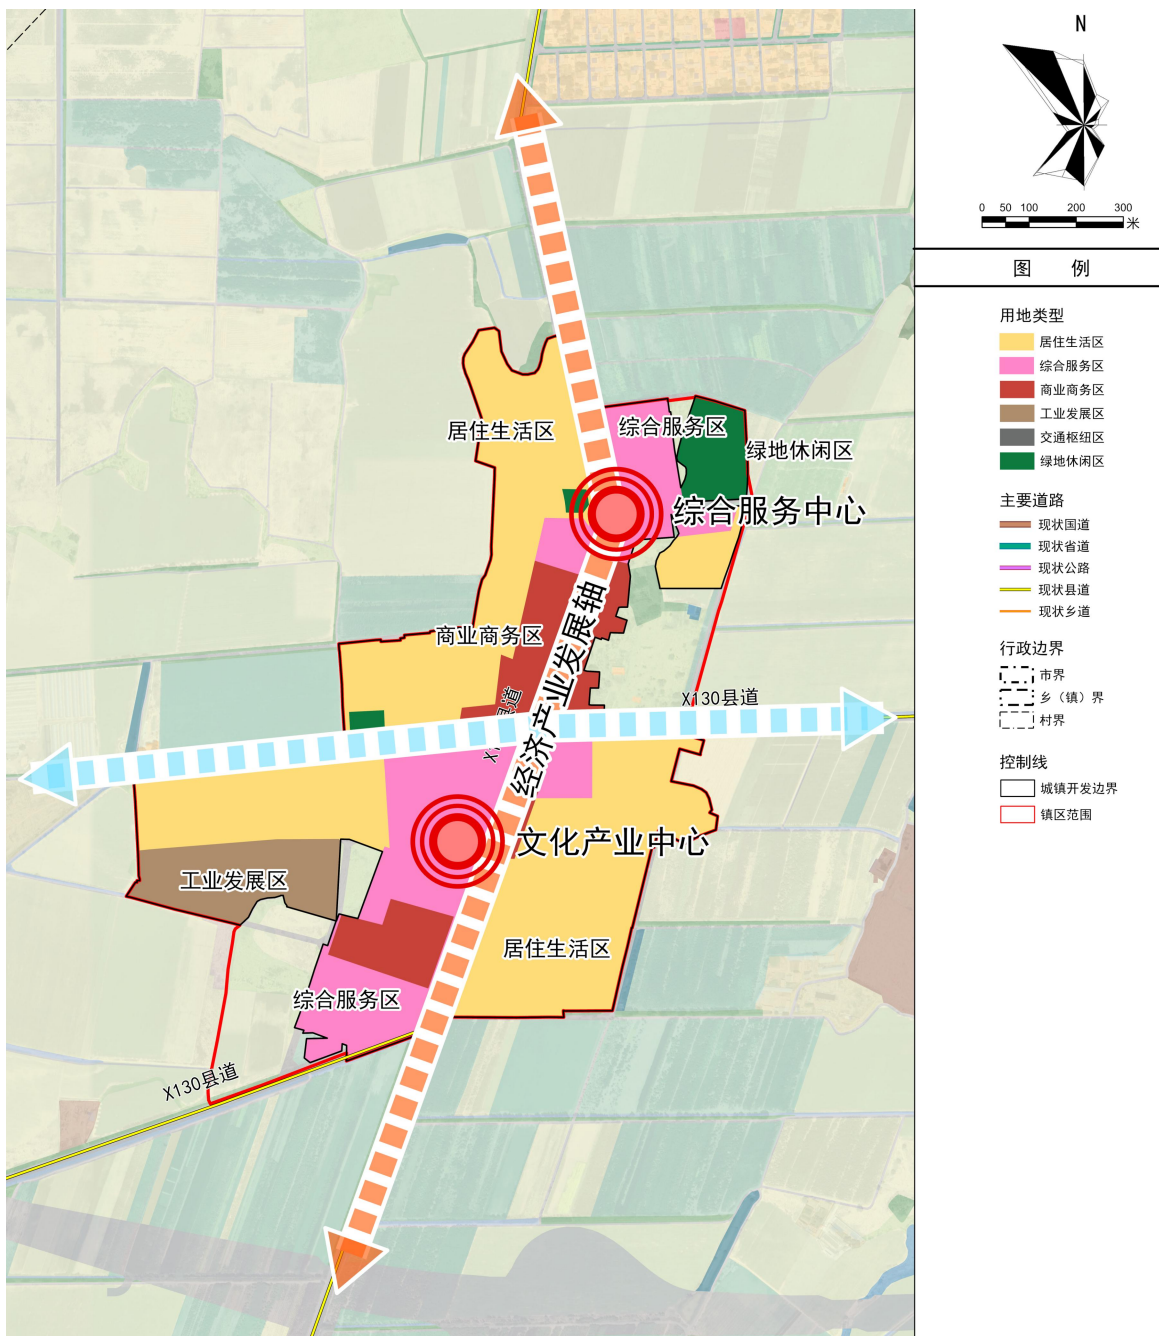 N
0 50 100 200 300
米
图 例
用地类型
居住生活区
综合服务区
商业商务区
工业发展区
交通枢纽区
绿地休闲区
主要道路
现状国道
现状省道
现状公路
现状县道
现状乡道
行政边界
市界
乡（镇）界
村界
控制线
城镇开发边界
镇区范围
综合服务区
居住生活区
绿地休闲区
综合服务中心
商业商务区
经济产业发展轴
X130县道
县道
文化产业中心
工业发展区
居住生活区
综合服务区
X130县道